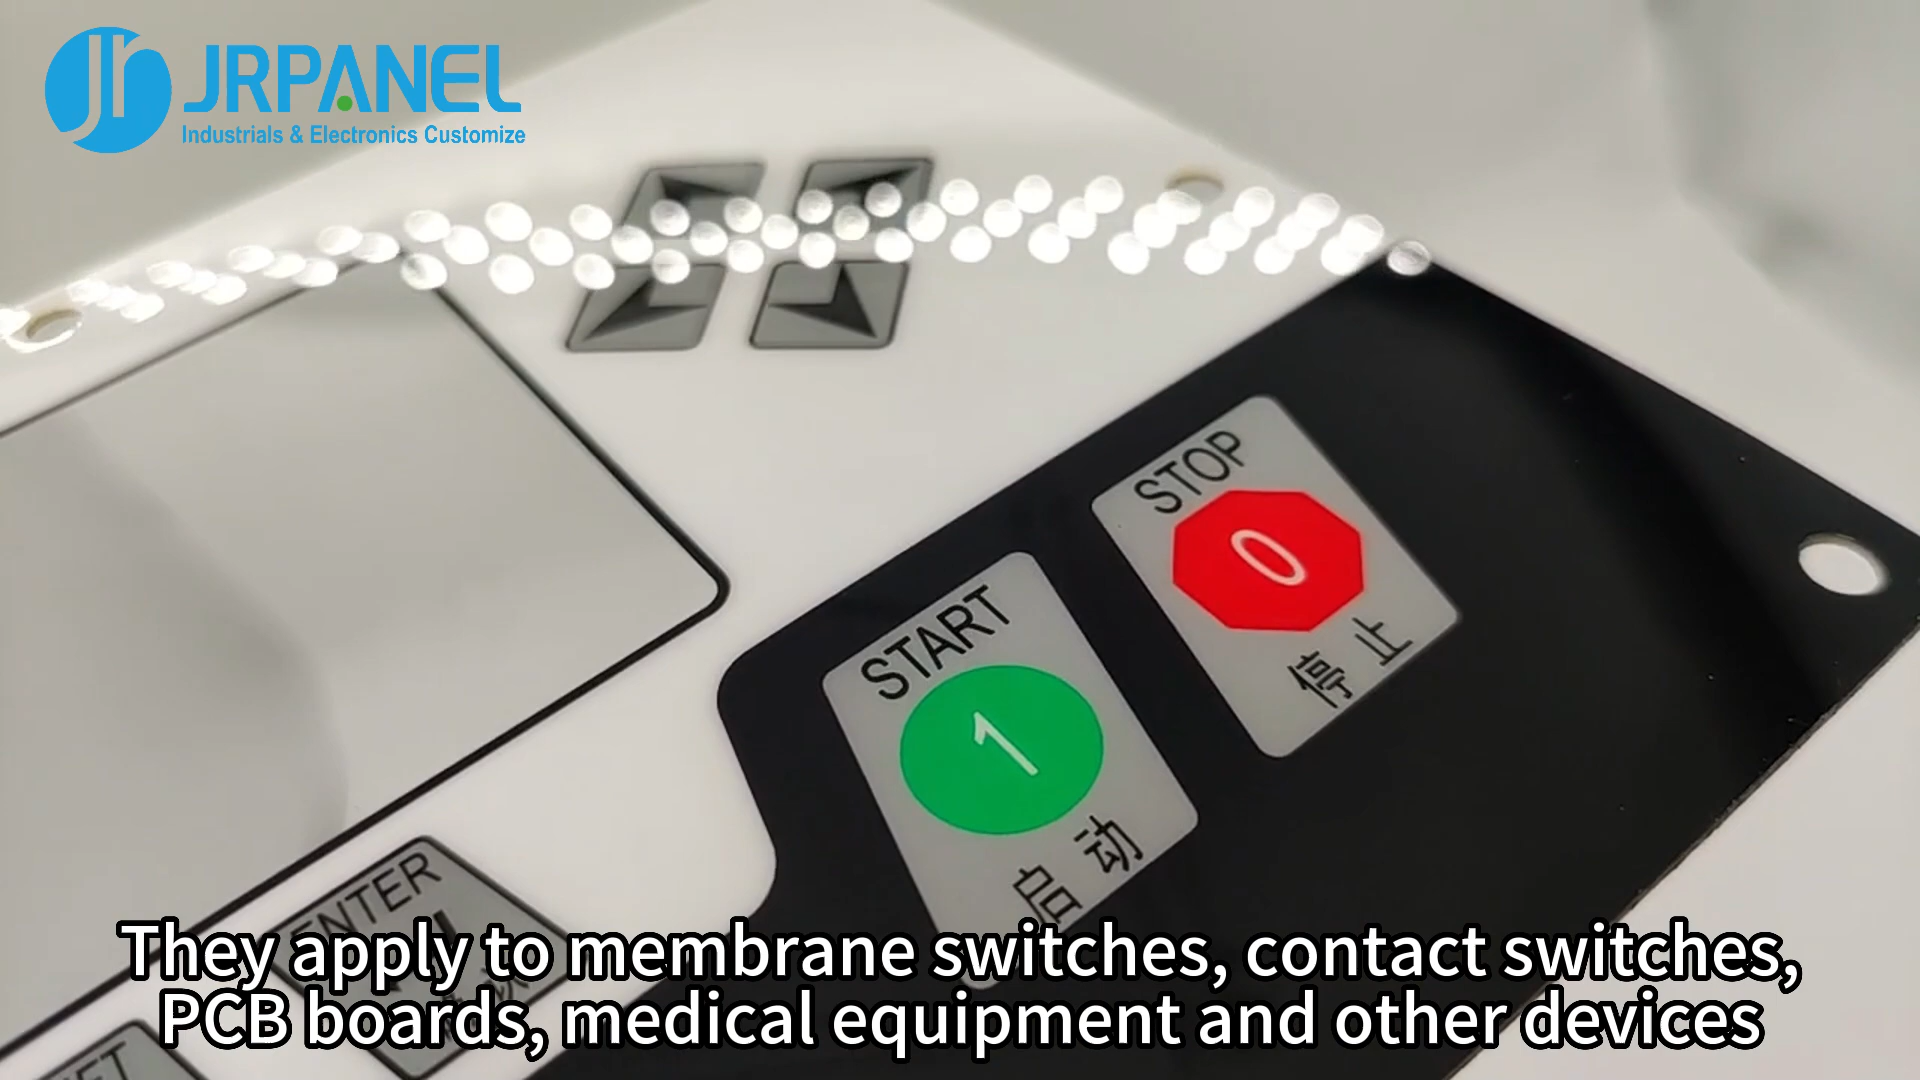 JRPANEL
Industrials & Electronics Customize
STOP
0
停止
START
1
启动
ENTER
They apply to membrane switches, contact switches,
PCB boards, medical equipment and other devices